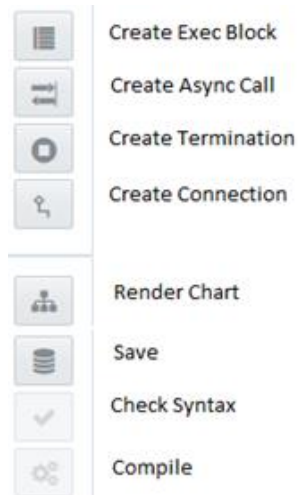 Create Exec Block
Create Async Call
Create Termination
Create Connection
Render Chart
Save
Check Syntax
Compile